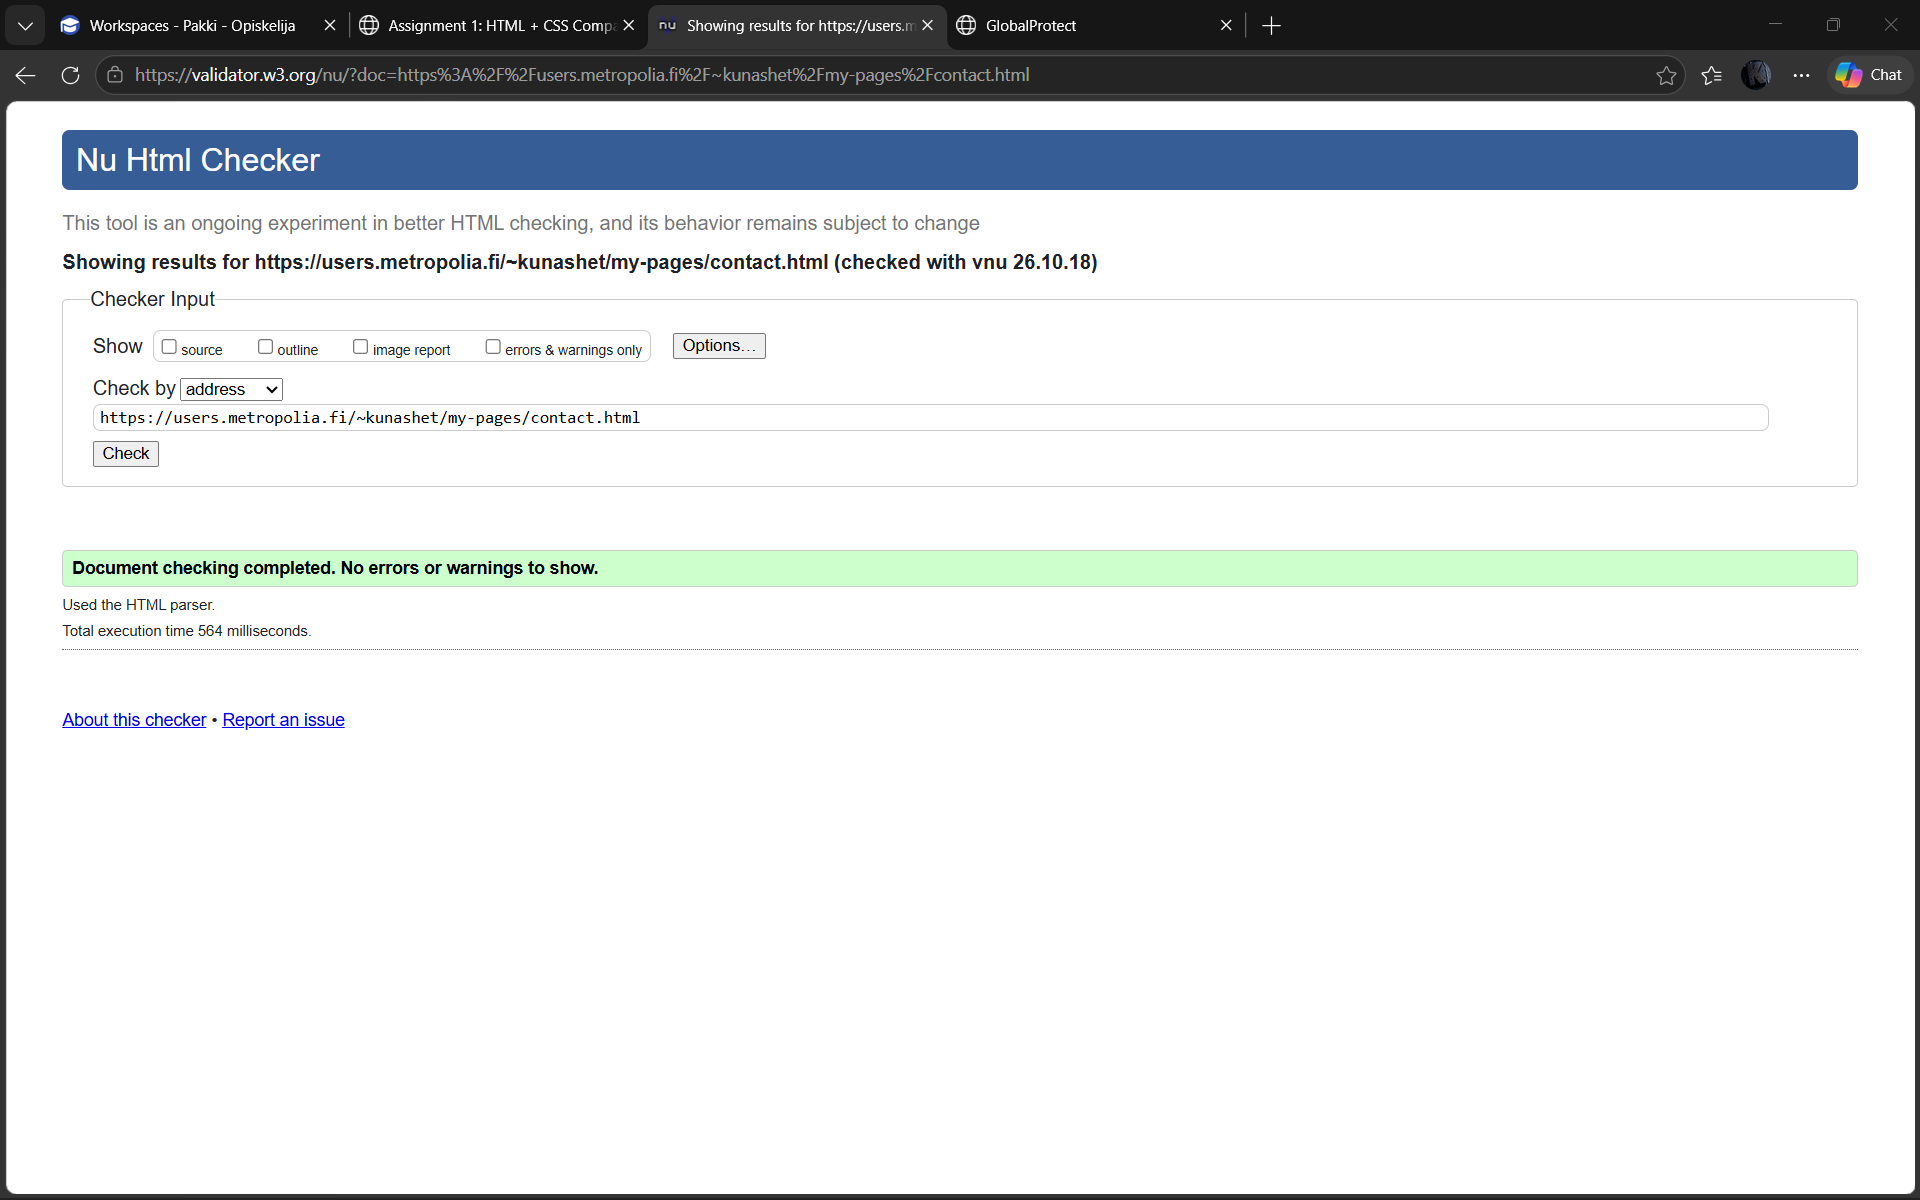 Workspaces - Pakki - Opiskelija
Assignment 1: HTML + CSS Compa
nu Showing results for https://users.m
GlobalProtect
https://validator.w3.org/nu/?doc=https%3A%2F%2Fusers.metropolia.fi%2F~kunashet%2Fmy-pages%2Fcontact.html
Chat
Nu Html Checker
This tool is an ongoing experiment in better HTML checking, and its behavior remains subject to change
Showing results for https://users.metropolia.fi/~kunashet/my-pages/contact.html (checked with vnu 26.10.18)
Checker Input
Show source outline image report errors & warnings only Options...
Check by address
https://users.metropolia.fi/~kunashet/my-pages/contact.html
Check
Document checking completed. No errors or warnings to show.
Used the HTML parser.
Total execution time 564 milliseconds.
About this checker • Report an issue